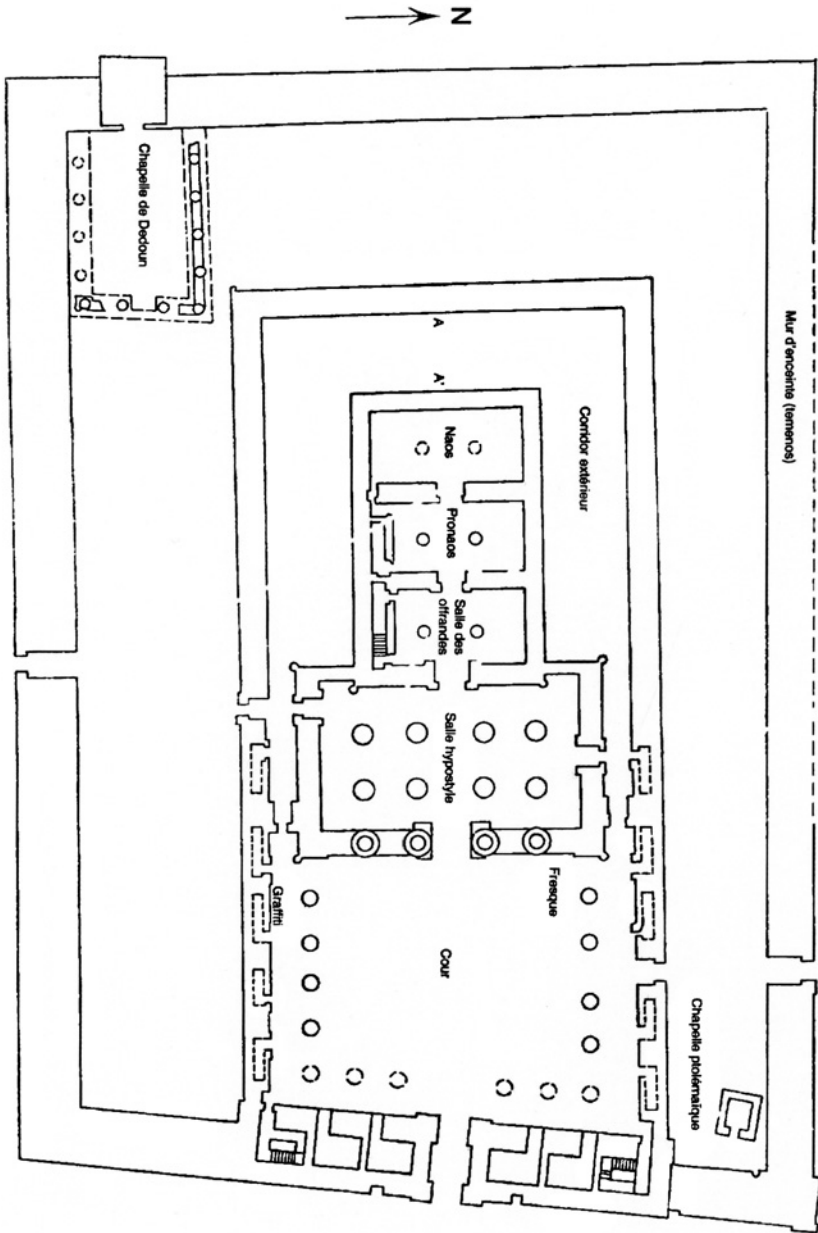 N
Mur d'enceinte (temenos)
Chapelle de Dedoun
Corridor extérieur
A
A'
Naos
Pronaos
Salle des
offrandes
Salle hypostyle
Fresque
Graffiti
Cour
Chapelle ptolémaïque